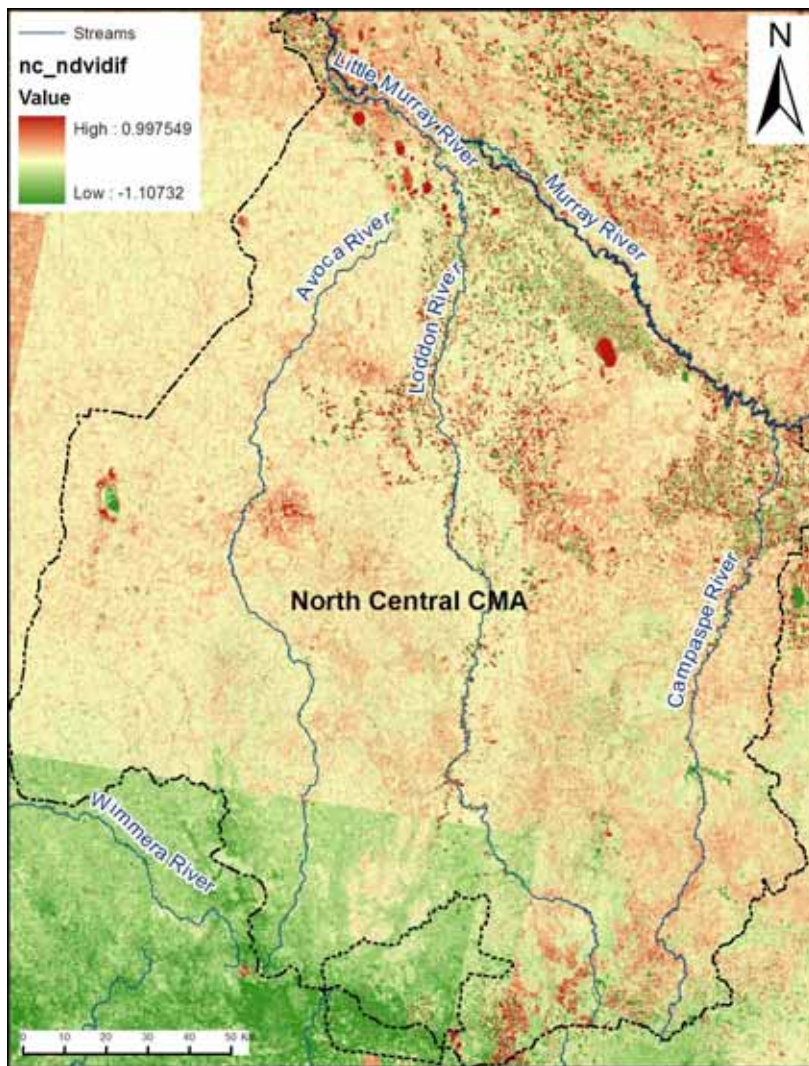 Streams
nc_ndvidif
Value
High : 0.997549
Low : -1.10732
N
Little Murray River
Murray River
Avoca River
Loddon River
North Central CMA
Campaspe River
Wimmera River
0 10 20 30 40 50